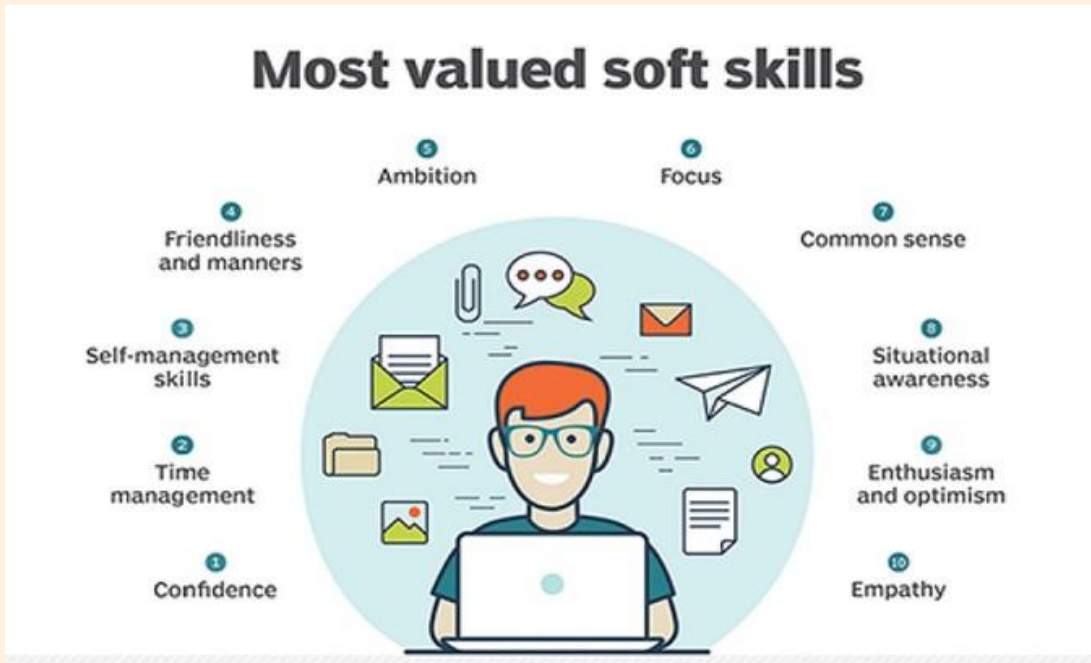 Most valued soft skills
1
Confidence
2
Time
management
3
Self-management
skills
4
Friendliness
and manners
5
Ambition
6
Focus
7
Common sense
8
Situational
awareness
9
Enthusiasm
and optimism
10
Empathy